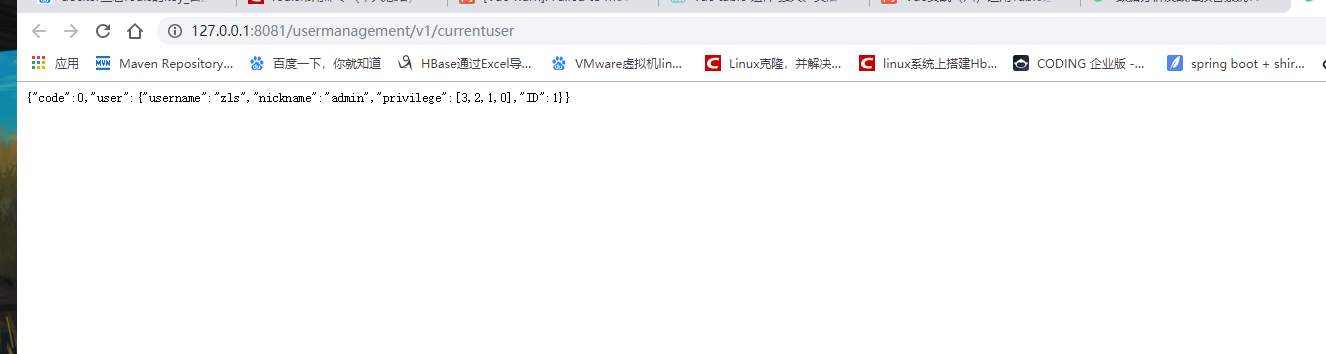 127.0.0.1:8081/usermanagement/v1/currentuser
应用 Maven Repository... 百度一下，你就知道 HBase通过Excel导... VMware虚拟机lin... Linux克隆，并解决... linux系统上搭建Hb... CODING 企业版 -... spring boot + shir...
{"code":0,"user":{"username":"zls","nickname":"admin","privilege":[3,2,1,0],"ID":1}}